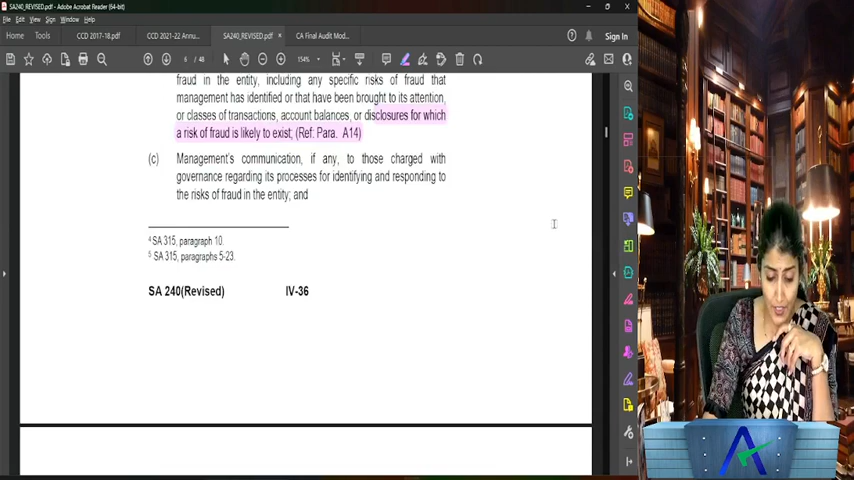 SA240_REVISED.pdf - Adobe Acrobat Reader (64-bit)
File Edit View Sign Window Help
Home Tools CCD 2017-18.pdf CCD 2021-22 Annu... SA240_REVISED.pdf × CA Final Audit Mod... Sign In
6 / 48 154%
fraud in the entity, including any specific risks of fraud that
management has identified or that have been brought to its attention,
or classes of transactions, account balances, or disclosures for which
a risk of fraud is likely to exist; (Ref: Para. A14)
(c) Management's communication, if any, to those charged with
governance regarding its processes for identifying and responding to
the risks of fraud in the entity; and
4 SA 315, paragraph 10.
5 SA 315, paragraphs 5-23.
SA 240(Revised) IV-36